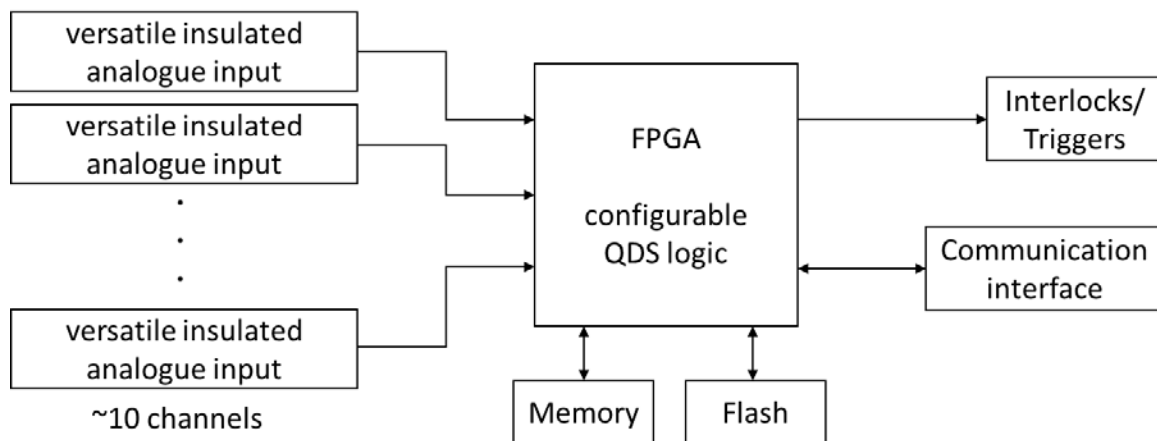 versatile insulated
analogue input
versatile insulated
analogue input
.
.
.
versatile insulated
analogue input
~10 channels
FPGA
configurable
QDS logic
Interlocks/
Triggers
Communication
interface
Memory
Flash